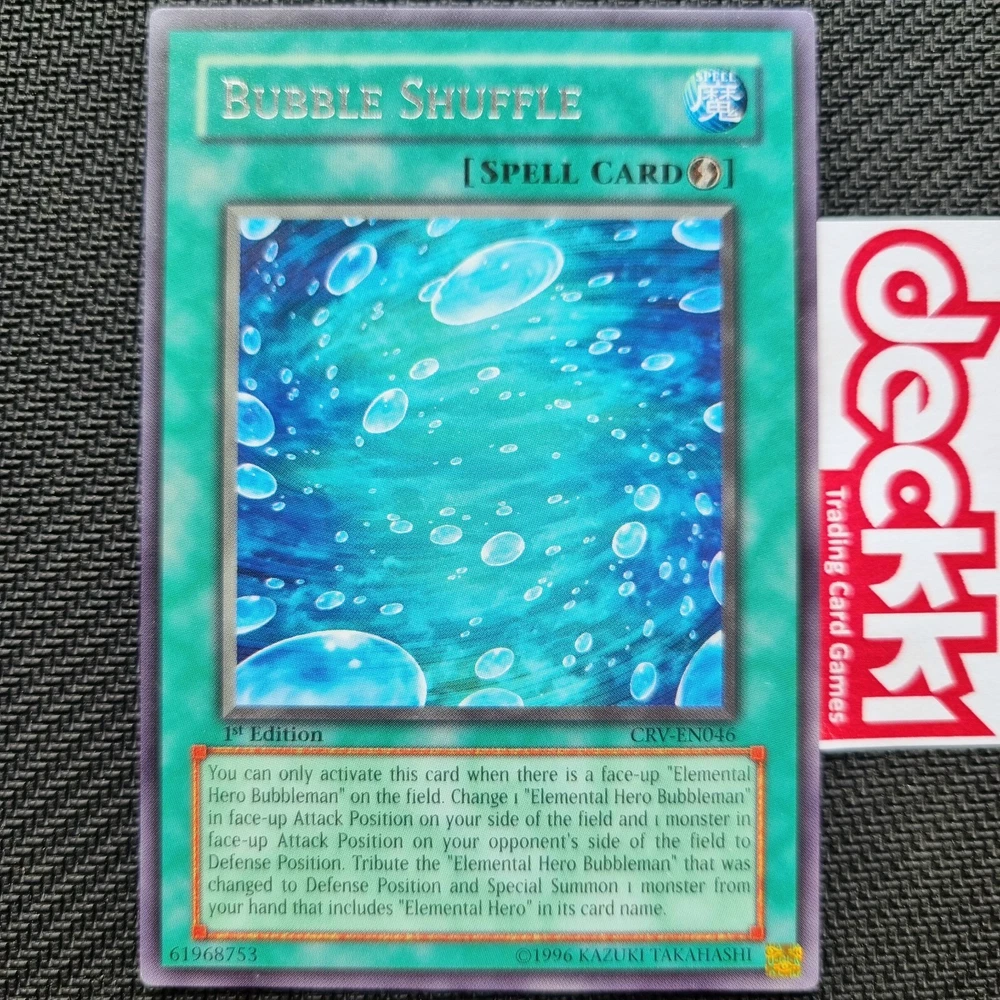 BUBBLE SHUFFLE
SPELL
魔
[SPELL CARD]
1st Edition
CRV-EN046
You can only activate this card when there is a face-up "Elemental
Hero Bubbleman" on the field. Change 1 "Elemental Hero Bubbleman"
in face-up Attack Position on your side of the field and 1 monster in
face-up Attack Position on your opponent's side of the field to
Defense Position. Tribute the "Elemental Hero Bubbleman" that was
changed to Defense Position and Special Summon 1 monster from
your hand that includes "Elemental Hero" in its card name.
61968753
©1996 KAZUKI TAKAHASHI
deckk1
Trading Card Games